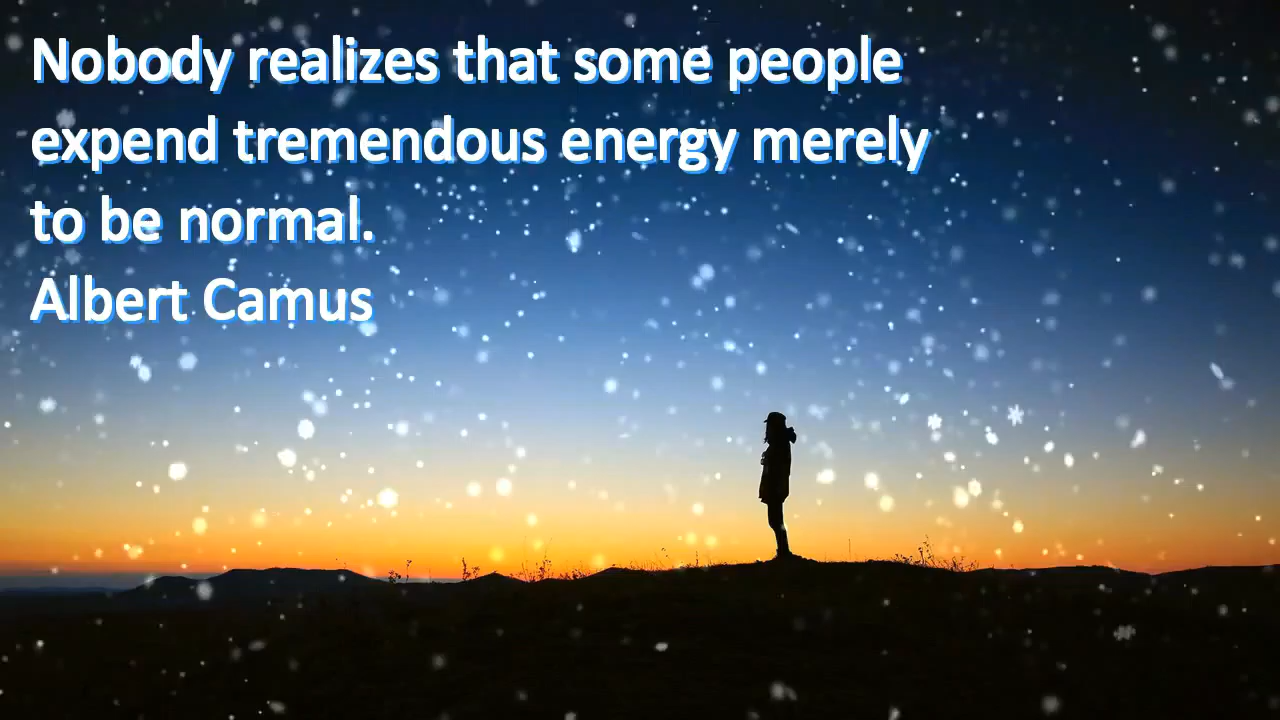 Nobody realizes that some people
expend tremendous energy merely
to be normal.
Albert Camus